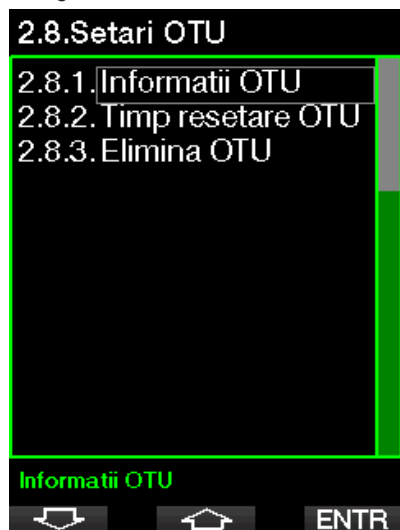 2.8.Setari OTU
2.8.1.Informatii OTU
2.8.2.Timp resetare OTU
2.8.3.Elimina OTU
Informatii OTU
ENTR